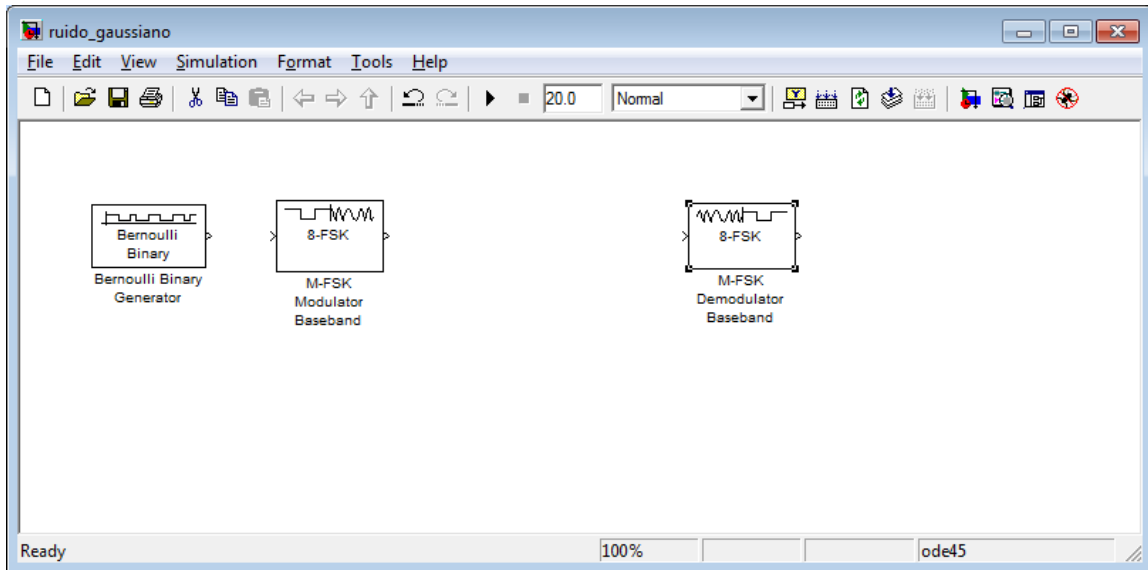 ruido_gaussiano
File Edit View Simulation Format Tools Help
20.0 Normal
Bernoulli
Binary
Bernoulli Binary
Generator
8-FSK
M-FSK
Modulator
Baseband
8-FSK
M-FSK
Demodulator
Baseband
Ready 100% ode45